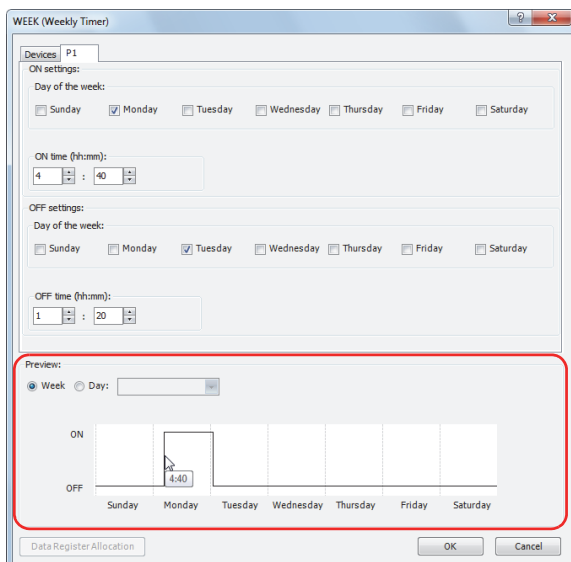 WEEK (Weekly Timer)
Devices P1
ON settings:
Day of the week:
Sunday Monday Tuesday Wednesday Thursday Friday Saturday
ON time (hh:mm):
4 : 40
OFF settings:
Day of the week:
Sunday Monday Tuesday Wednesday Thursday Friday Saturday
OFF time (hh:mm):
1 : 20
Preview:
Week Day:
ON
4:40
OFF
Sunday Monday Tuesday Wednesday Thursday Friday Saturday
Data Register Allocation OK Cancel